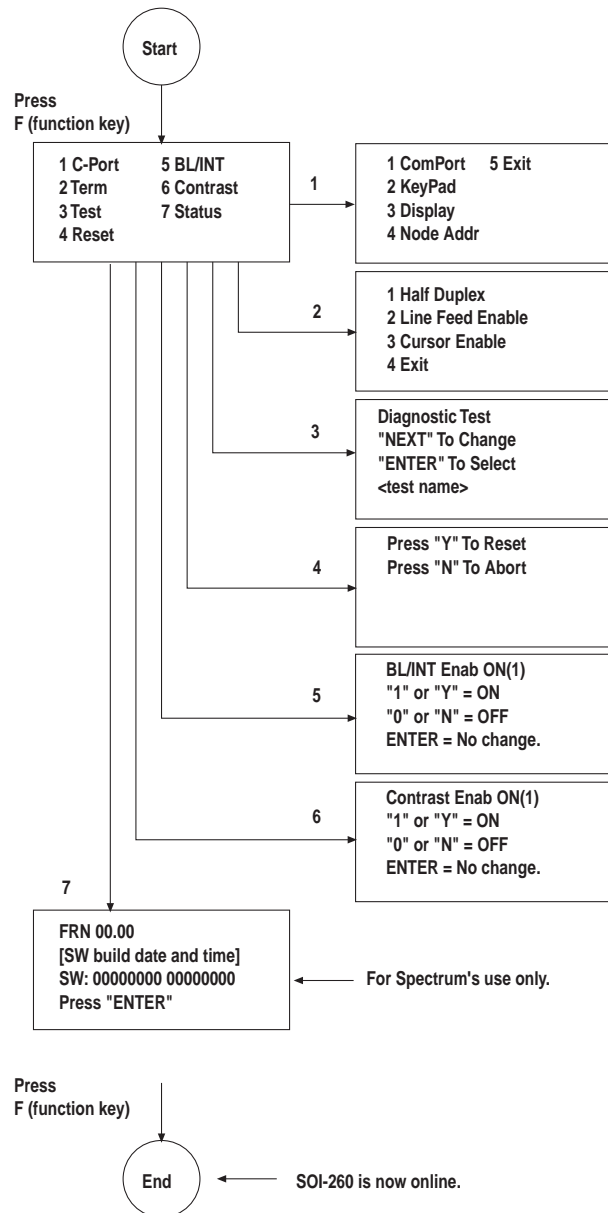 Start
Press
F (function key)
1 C-Port 5 BL/INT
2 Term 6 Contrast
3 Test 7 Status
4 Reset
1
1 ComPort 5 Exit
2 KeyPad
3 Display
4 Node Addr
2
1 Half Duplex
2 Line Feed Enable
3 Cursor Enable
4 Exit
3
Diagnostic Test
"NEXT" To Change
"ENTER" To Select
<test name>
4
Press "Y" To Reset
Press "N" To Abort
5
BL/INT Enab ON(1)
"1" or "Y" = ON
"0" or "N" = OFF
ENTER = No change.
6
Contrast Enab ON(1)
"1" or "Y" = ON
"0" or "N" = OFF
ENTER = No change.
7
FRN 00.00
[SW build date and time]
SW: 00000000 00000000
Press "ENTER"
For Spectrum's use only.
Press
F (function key)
End
SOI-260 is now online.